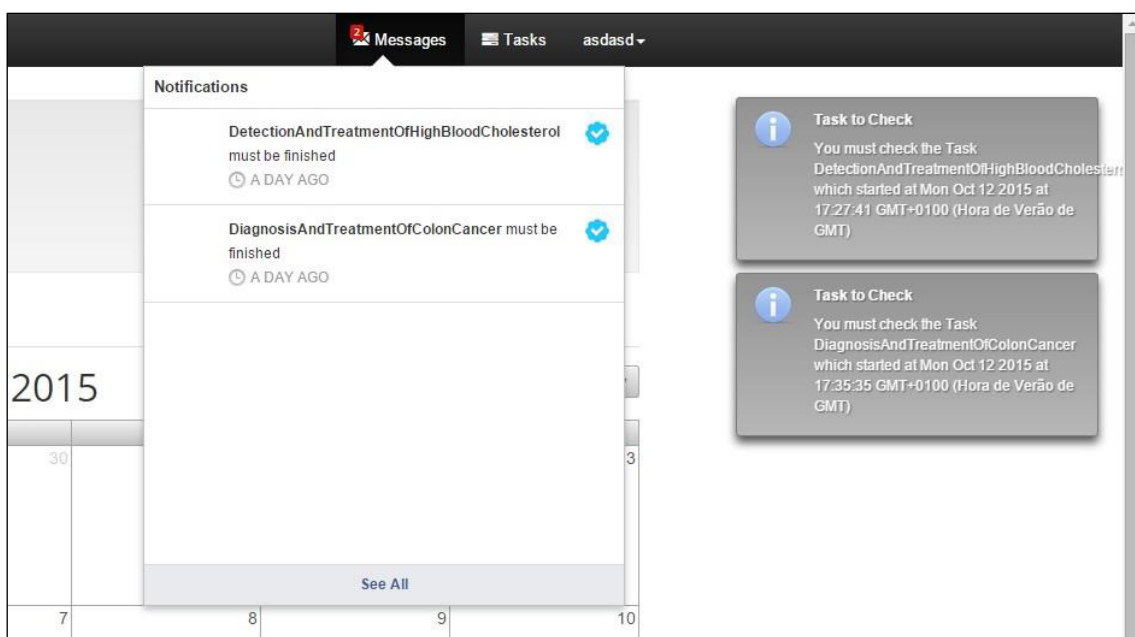 2 Messages Tasks asdasd
Notifications
DetectionAndTreatmentOfHighBloodCholesterol
must be finished
A DAY AGO
DiagnosisAndTreatmentOfColonCancer must be
finished
A DAY AGO
See All
Task to Check
You must check the Task
DetectionAndTreatmentOfHighBloodCholesterol
which started at Mon Oct 12 2015 at
17:27:41 GMT+0100 (Hora de Verão de
GMT)
Task to Check
You must check the Task
DiagnosisAndTreatmentOfColonCancer
which started at Mon Oct 12 2015 at
17:35:35 GMT+0100 (Hora de Verão de
GMT)
2015
30 3
7 8 9 10